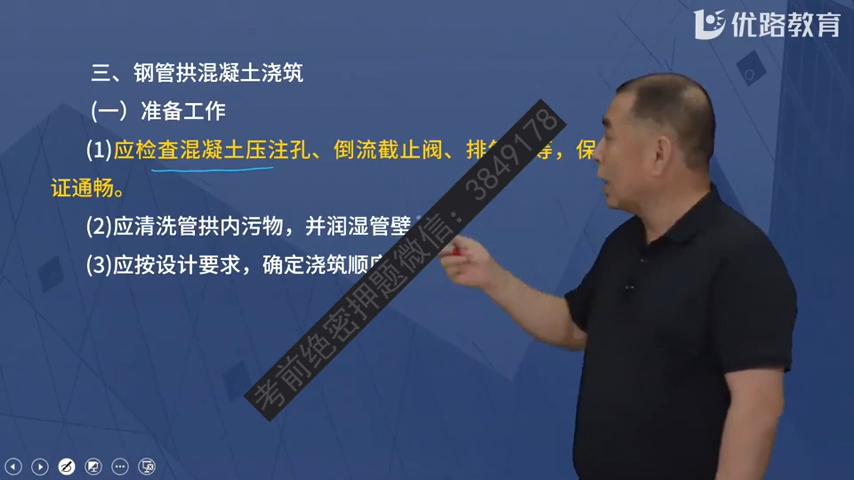 优路教育
三、钢管拱混凝土浇筑
(一）准备工作
(1)应检查混凝土压注孔、倒流截止阀、排 等，保
证通畅。
(2)应清洗管拱内污物，并润湿管壁
(3)应按设计要求，确定浇筑顺
考前绝密押题微信：3849178